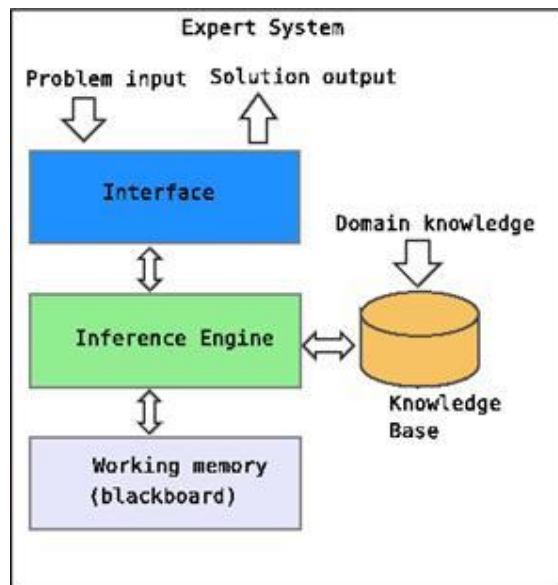 Expert System
Problem input
Solution output
Interface
Domain knowledge
Inference Engine
Knowledge
Base
Working memory
(blackboard)